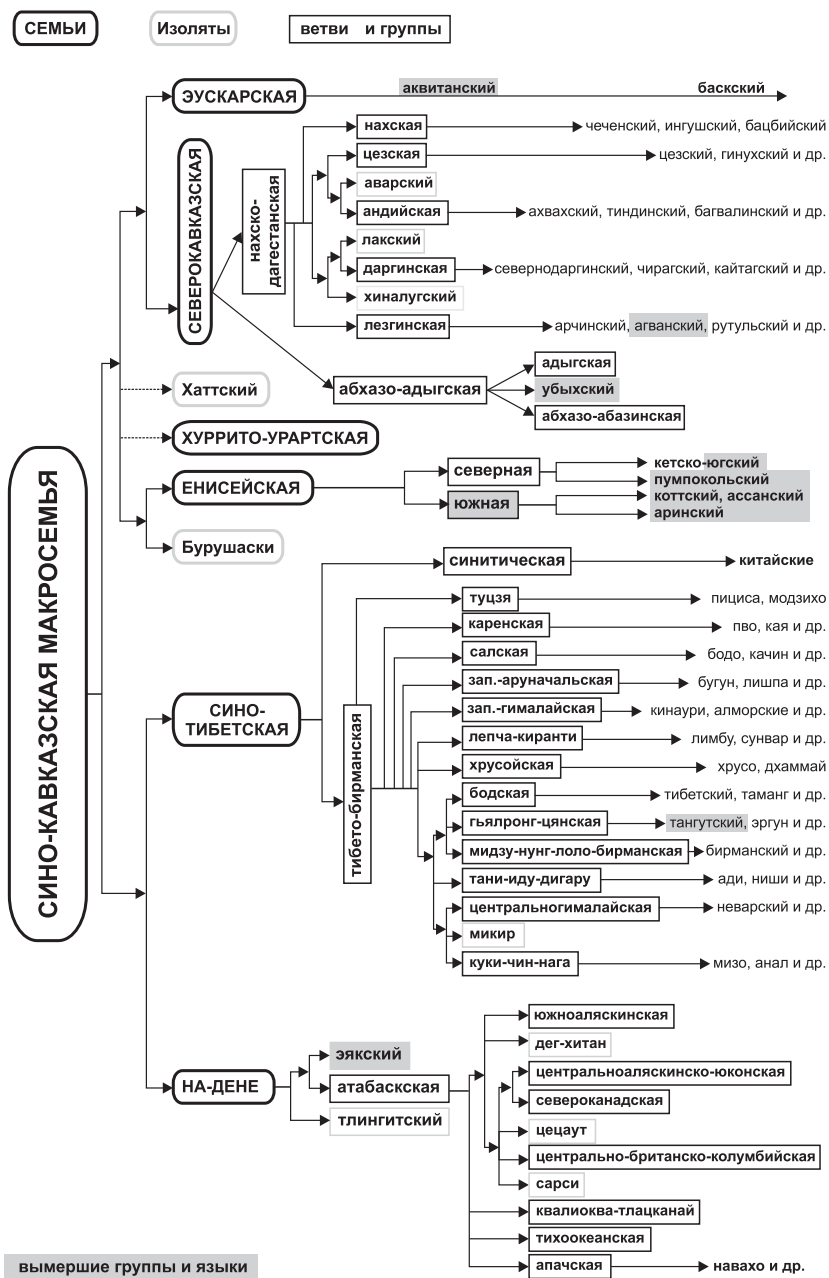 СЕМЬИ Изоляты ветви и группы
ЭУСКАРСКАЯ аквитанский баскский
СЕВЕРОКАВКАЗСКАЯ
нахско-
дагестанская
нахская чеченский, ингушский, бацбийский
цезская цезский, гинухский и др.
аварский
андийская ахвахский, тиндинский, багвалинский и др.
лакский
даргинская севернодаргинский, чирагский, кайтагский и др.
хиналугский
лезгинская арчинский, агванский, рутульский и др.
абхазо-адыгская
адыгская
убыхский
абхазо-абазинская
Хаттский
ХУРРИТО-УРАРТСКАЯ
СИНО-КАВКАЗСКАЯ МАКРОСЕМЬЯ
ЕНИСЕЙСКАЯ
северная кетско-югский
пумпокольский
южная коттский, ассанский
аринский
Бурушаски
СИНО-
ТИБЕТСКАЯ
синитическая китайские
тибето-бирманская
туцзя пициса, модзихо
каренская пво, кая и др.
салская бодо, качин и др.
зап.-аруначальская бугун, лишпа и др.
зап.-гималайская кинаури, алморские и др.
лепча-киранти лимбу, сунвар и др.
хрусойская хрусо, дхаммай
бодская тибетский, таманг и др.
гьялронг-цянская тангутский, эргун и др.
мидзу-нунг-лоло-бирманская бирманский и др.
тани-иду-дигару ади, ниши и др.
центральногималайская неварский и др.
микир
куки-чин-нага мизо, анал и др.
НА-ДЕНЕ
эякский
атабаскская
тлингитский
южноаляскинская
дег-хитан
центральноаляскинско-юконская
североканадская
цецаут
центрально-британско-колумбийская
сарси
квалиоква-тлацканай
тихоокеанская
апачская навахо и др.
вымершие группы и языки